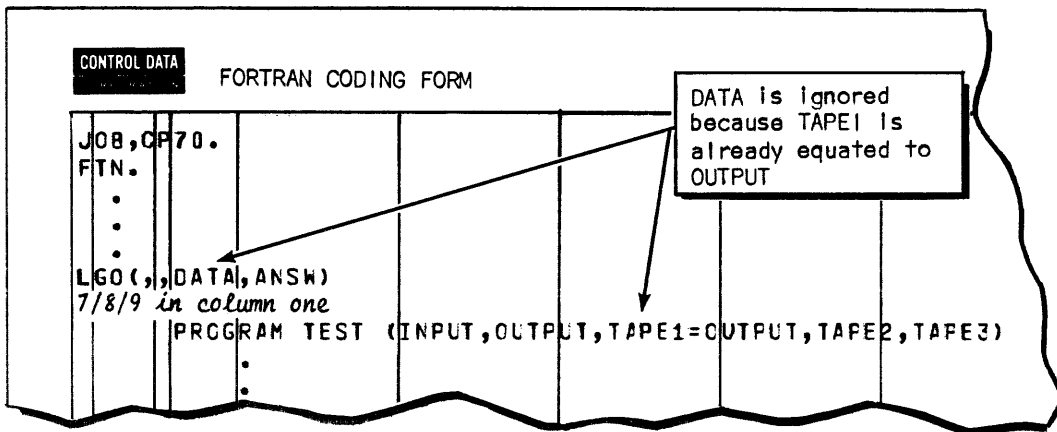 CONTROL DATA
FORTRAN CODING FORM
DATA is ignored
because TAPE1 is
already equated to
OUTPUT
JOB,CP70.
FTN.
.
.
.
LGO(,,DATA,ANSW)
7/8/9 in column one
PROGRAM TEST (INPUT,OUTPUT,TAPE1=OUTPUT,TAPE2,TAPE3)
.
.